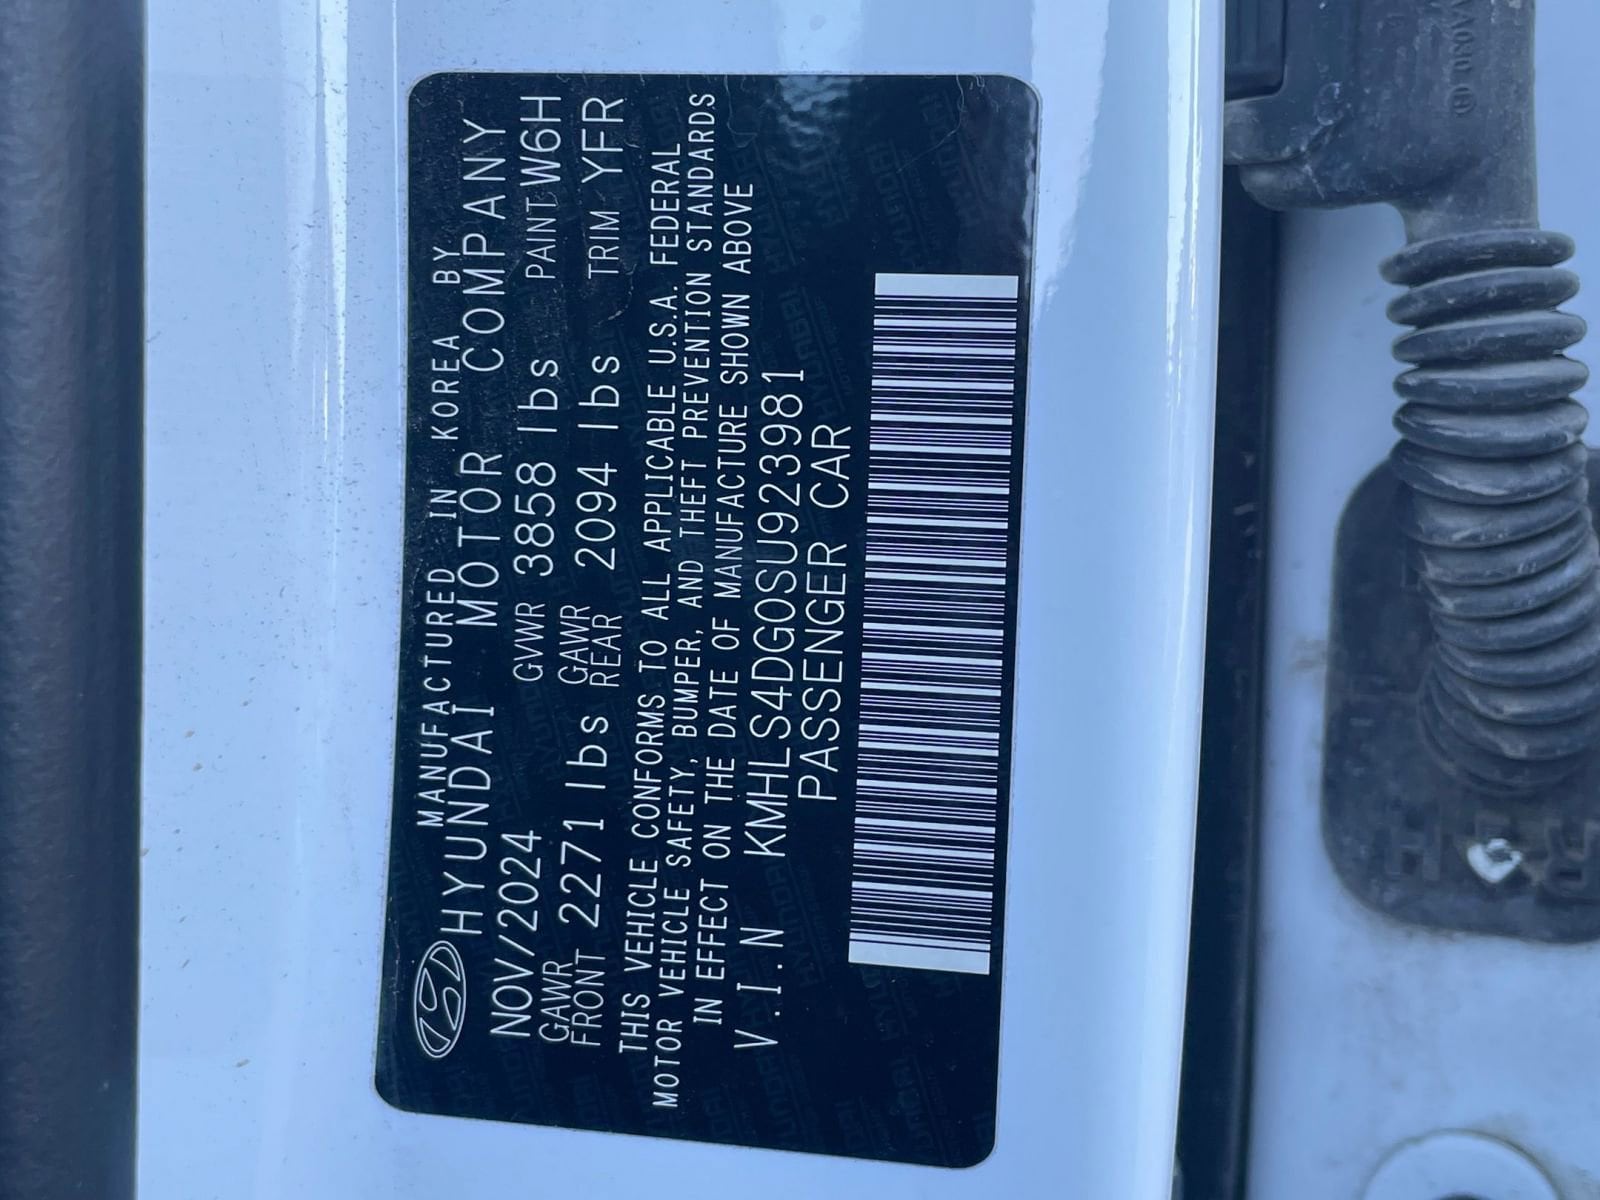 MANUFACTURED IN KOREA BY
HYUNDAI MOTOR COMPANY
NOV/2024 GVWR 3858 lbs PAINT W6H
GAWR FRONT 2271 lbs GAWR REAR 2094 lbs TRIM YFR
THIS VEHICLE CONFORMS TO ALL APPLICABLE U.S.A. FEDERAL
MOTOR VEHICLE SAFETY, BUMPER, AND THEFT PREVENTION STANDARDS
IN EFFECT ON THE DATE OF MANUFACTURE SHOWN ABOVE
V.I.N KMHLS4DG0SU923981
PASSENGER CAR